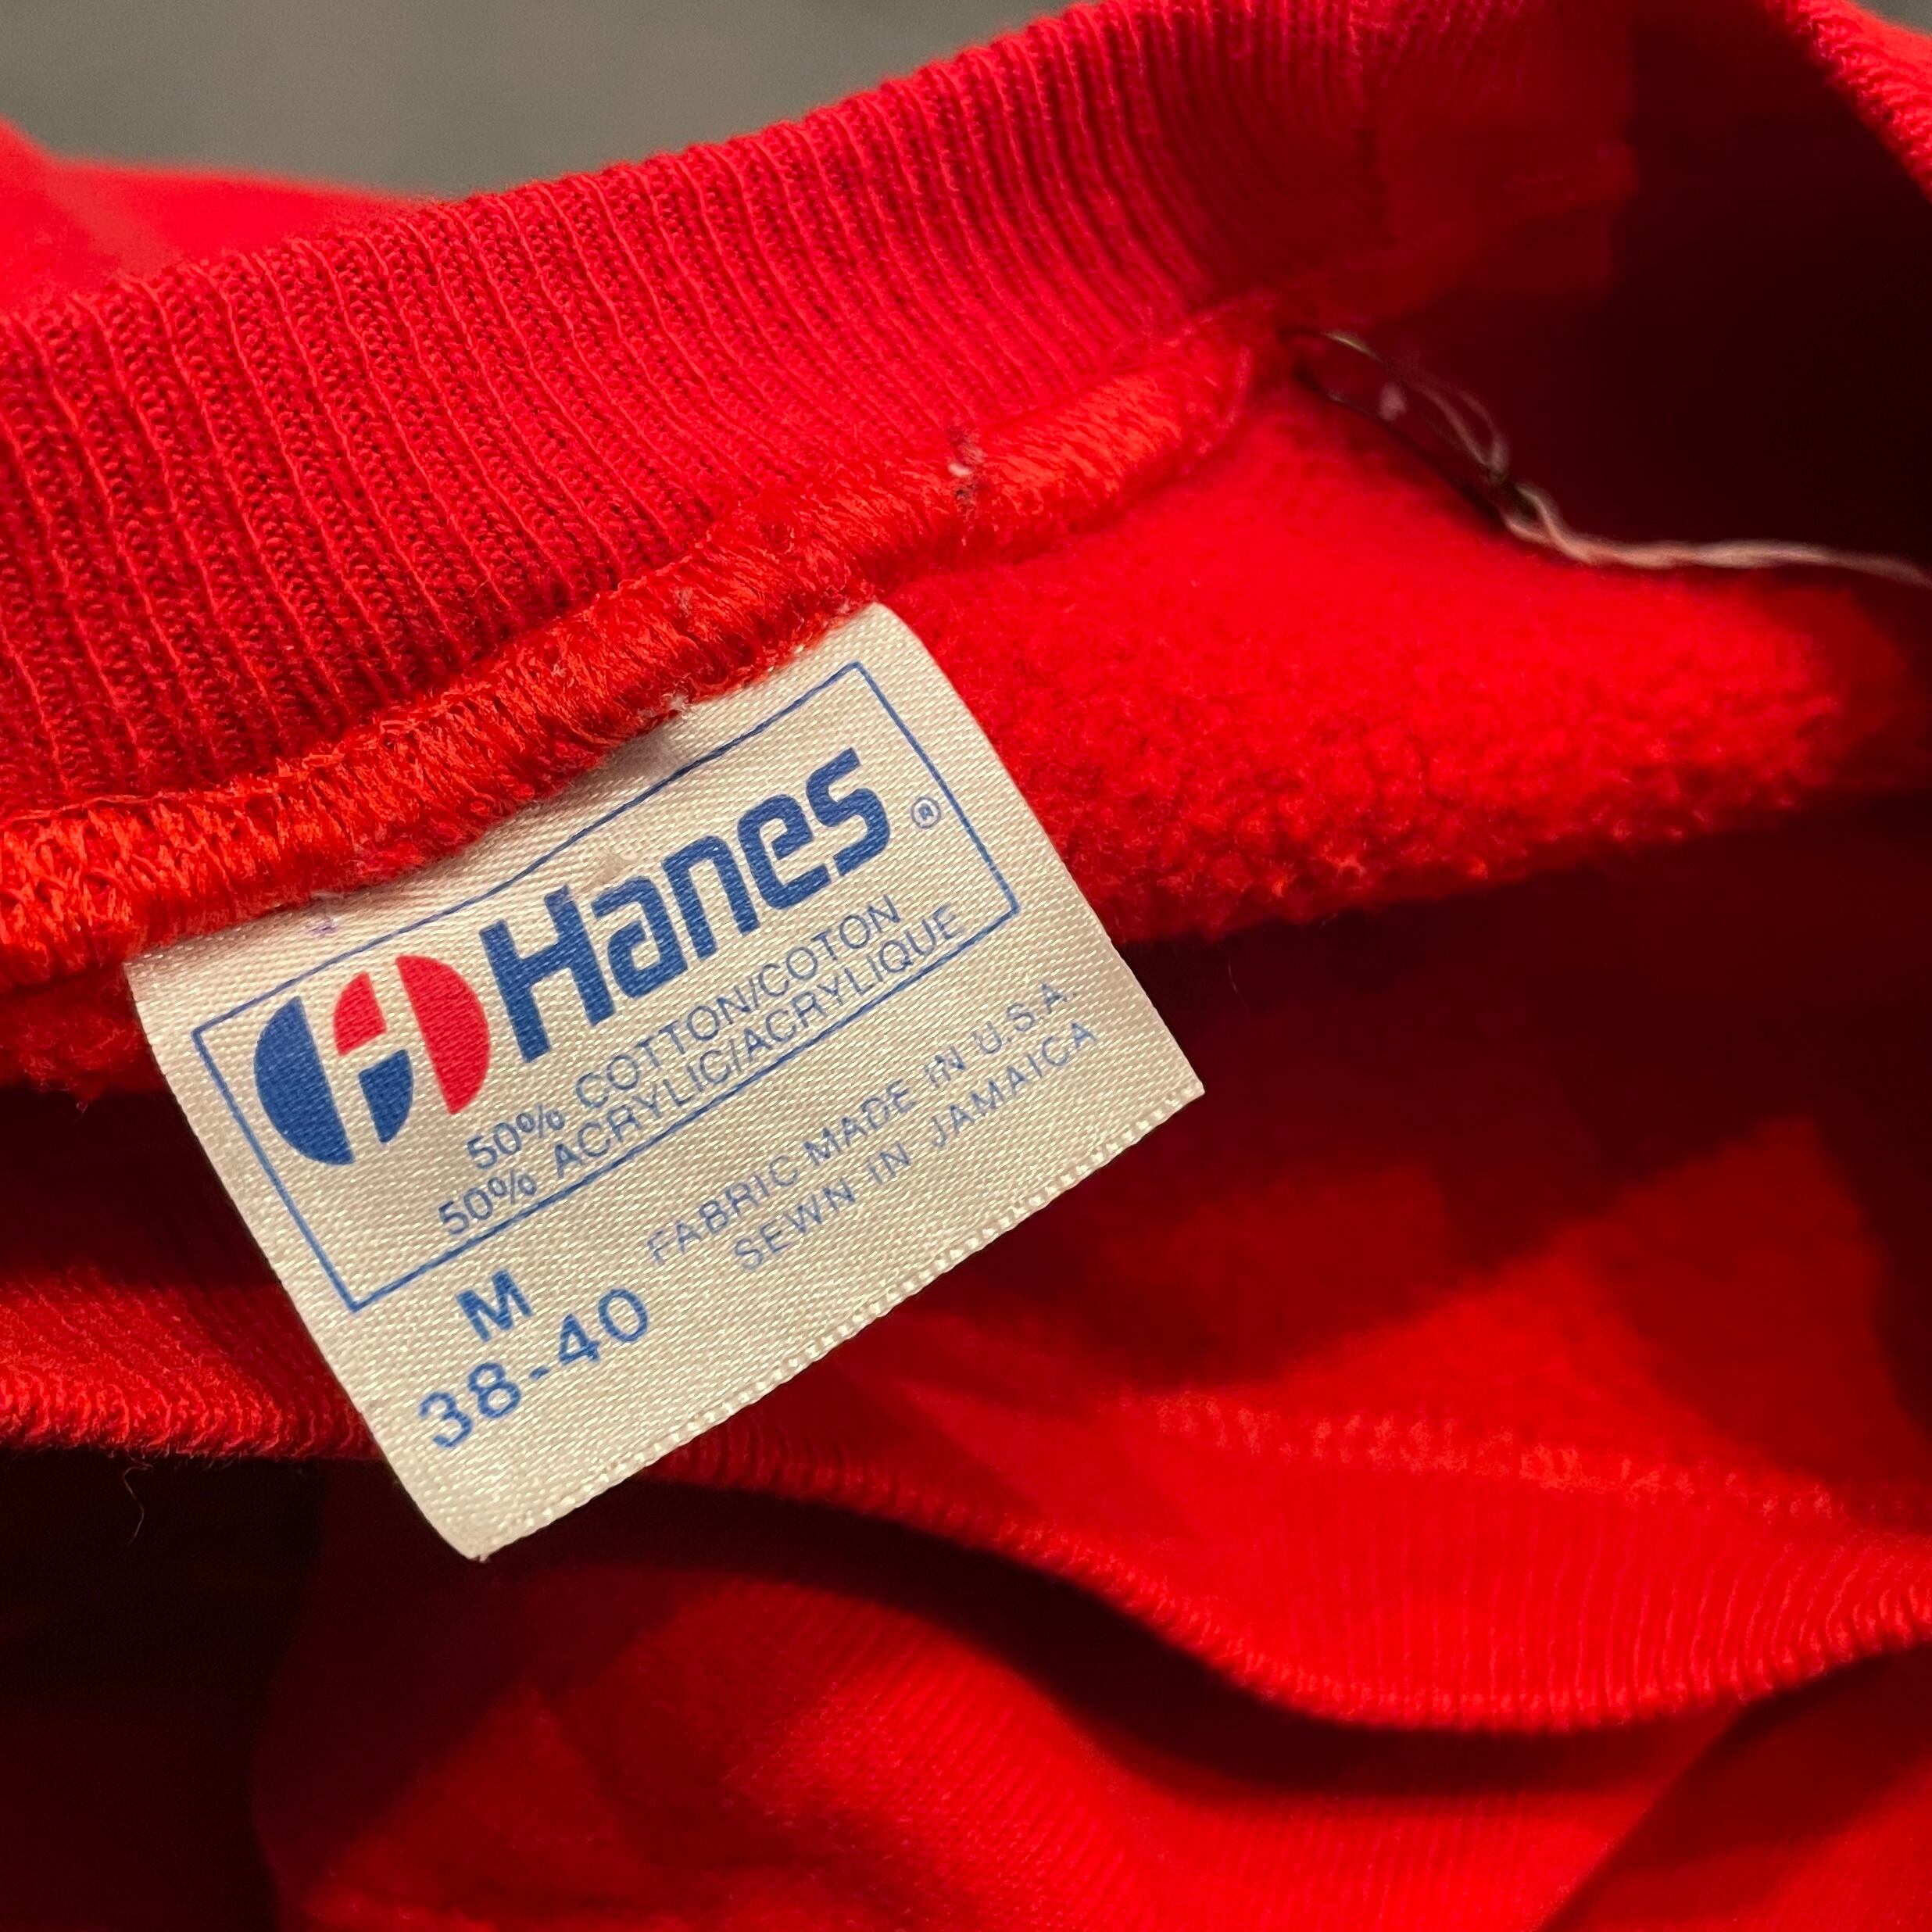 Hanes®
50% COTTON/COTON
50% ACRYLIC/ACRYLIQUE
M
38-40
FABRIC MADE IN U.S.A
SEWN IN JAMAICA